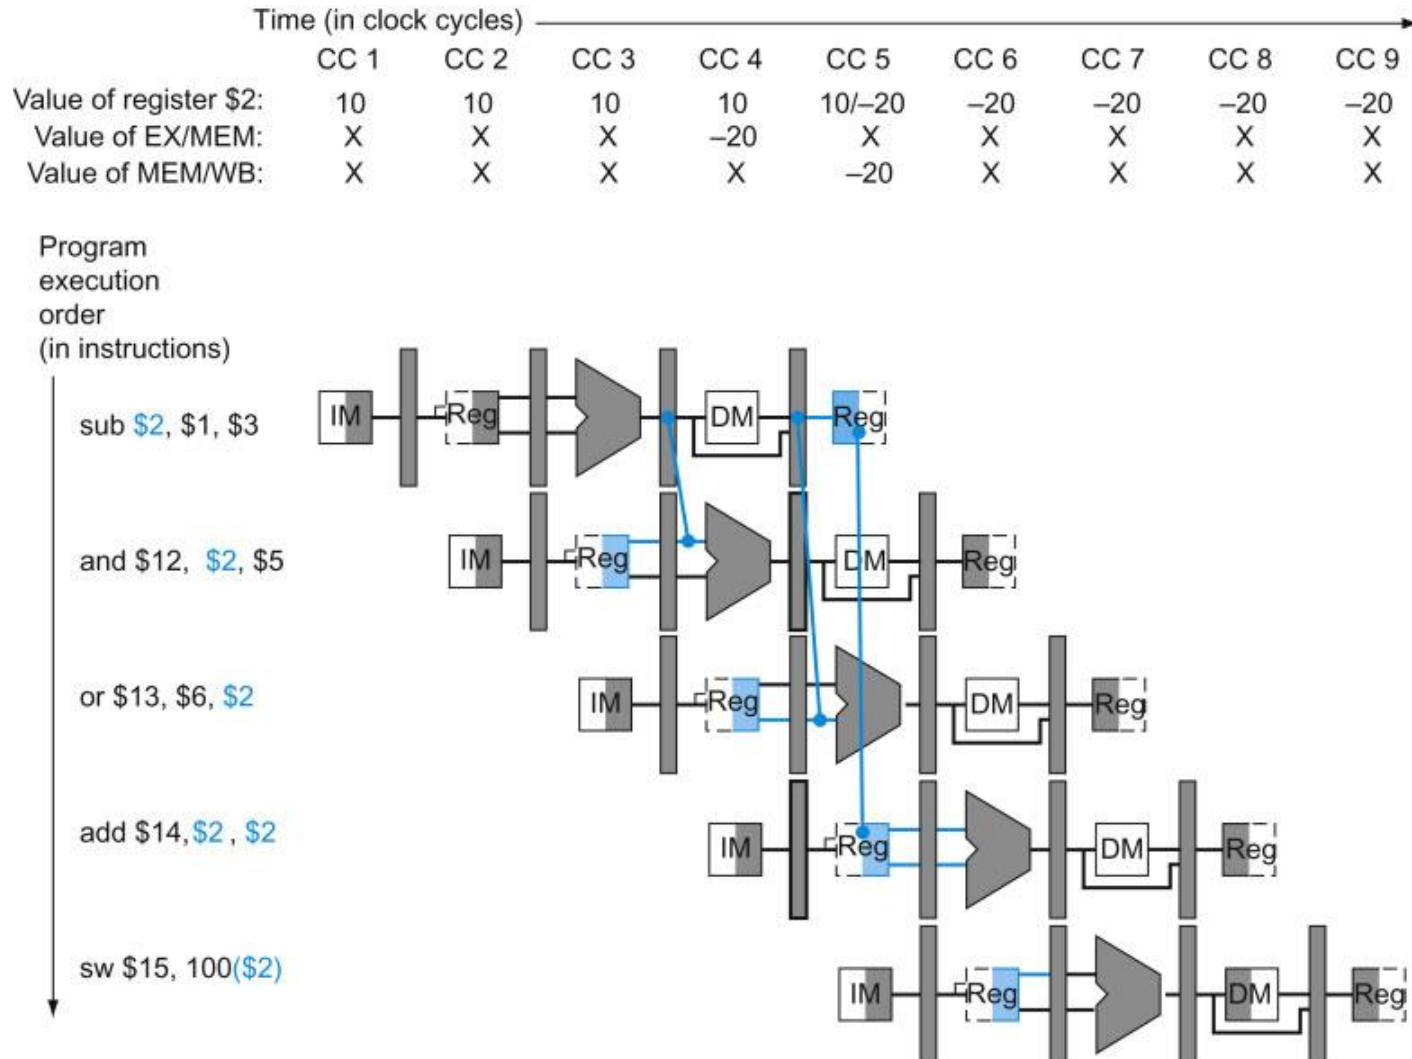 Time (in clock cycles)
CC 1 CC 2 CC 3 CC 4 CC 5 CC 6 CC 7 CC 8 CC 9
Value of register $2: 10 10 10 10 10/–20 –20 –20 –20 –20
Value of EX/MEM: X X X –20 X X X X X
Value of MEM/WB: X X X X –20 X X X X
Program
execution
order
(in instructions)
sub $2, $1, $3
IM Reg DM Reg
and $12, $2, $5
IM Reg DM Reg
or $13, $6, $2
IM Reg DM Reg
add $14, $2 , $2
IM Reg DM Reg
sw $15, 100($2)
IM Reg DM Reg